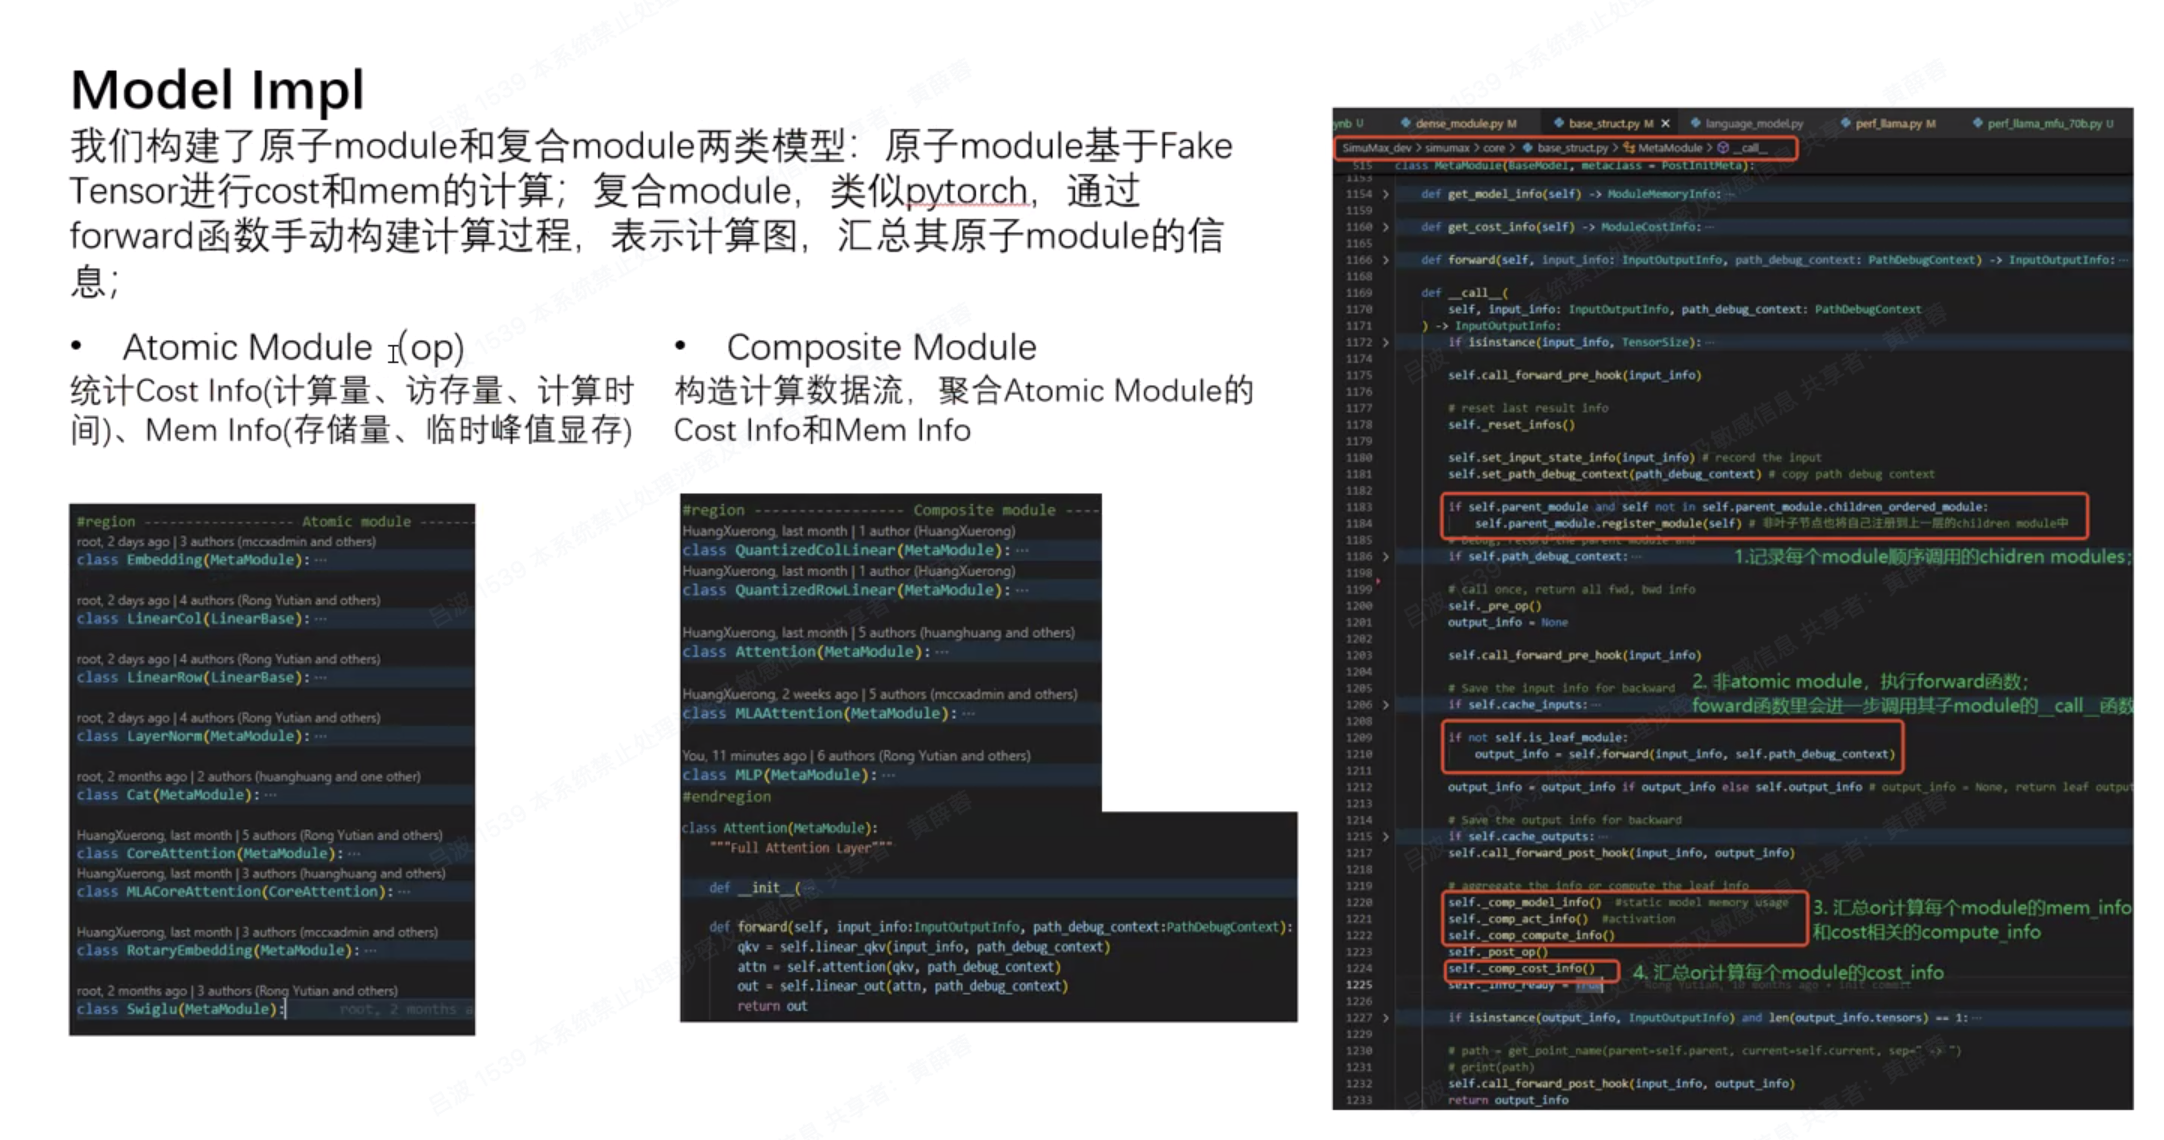 Model Impl
我们构建了原子module和复合module两类模型：原子module基于Fake
Tensor进行cost和mem的计算；复合module，类似pytorch，通过
forward函数手动构建计算过程，表示计算图，汇总其原子module的信
息；
• Atomic Module (op)
统计Cost Info(计算量、访存量、计算时
间)、Mem Info(存储量、临时峰值显存)
• Composite Module
构造计算数据流，聚合Atomic Module的
Cost Info和Mem Info
#region ------------------ Atomic module ------
root, 2 days ago | 3 authors (mccxadmin and others)
class Embedding(MetaModule): ···
root, 2 days ago | 4 authors (Rong Yutian and others)
class LinearCol(LinearBase): ···
root, 2 days ago | 4 authors (Rong Yutian and others)
class LinearRow(LinearBase): ···
root, 2 days ago | 4 authors (Rong Yutian and others)
class LayerNorm(MetaModule): ···
root, 2 months ago | 2 authors (huanghuang and one other)
class Cat(MetaModule): ···
HuangXuerong, last month | 5 authors (Rong Yutian and others)
class CoreAttention(MetaModule): ···
HuangXuerong, last month | 3 authors (huanghuang and others)
class MLACoreAttention(CoreAttention): ···
HuangXuerong, last month | 3 authors (mccxadmin and others)
class RotaryEmbedding(MetaModule): ···
root, 2 months ago | 3 authors (Rong Yutian and others)
class Swiglu(MetaModule): root, 2 months a
#region ----------------- Composite module -----
HuangXuerong, last month | 1 author (HuangXuerong)
class QuantizedColLinear(MetaModule): ···
HuangXuerong, last month | 1 author (HuangXuerong)
class QuantizedRowLinear(MetaModule): ···
HuangXuerong, last month | 5 authors (huanghuang and others)
class Attention(MetaModule): ···
HuangXuerong, 2 weeks ago | 5 authors (mccxadmin and others)
class MLAAttention(MetaModule): ···
You, 11 minutes ago | 6 authors (Rong Yutian and others)
class MLP(MetaModule): ···
#endregion
class Attention(MetaModule):
"""Full Attention Layer"""
def __init__(···
def forward(self, input_info:InputOutputInfo, path_debug_context:PathDebugContext):
qkv = self.linear_qkv(input_info, path_debug_context)
attn = self.attention(qkv, path_debug_context)
out = self.linear_out(attn, path_debug_context)
return out
ynb U dense_module.py M base_struct.py M × language_model.py perf_llama.py M perf_llama_mfu_70b.py U
SimuMax_dev > simumax > core > base_struct.py > MetaModule > __call__
515 class MetaModule(BaseModel, metaclass = PostInitMeta):
1153
1154 > def get_model_info(self) -> ModuleMemoryInfo:
1159
1160 > def get_cost_info(self) -> ModuleCostInfo: ···
1165
1166 > def forward(self, input_info: InputOutputInfo, path_debug_context: PathDebugContext) -> InputOutputInfo: ···
1168
1169 def __call__(
1170 self, input_info: InputOutputInfo, path_debug_context: PathDebugContext
1171 ) -> InputOutputInfo:
1172 > if isinstance(input_info, TensorSize): ···
1174
1175 self.call_forward_pre_hook(input_info)
1176
1177 # reset last result info
1178 self._reset_infos()
1179
1180 self.set_input_state_info(input_info) # record the input
1181 self.set_path_debug_context(path_debug_context) # copy path debug context
1182
1183 if self.parent_module and self not in self.parent_module.children_ordered_module:
1184 self.parent_module.register_module(self) # 非叶子节点也将自己注册到上一层的children module中
1185 # Debug, record the parent module and
1186 > if self.path_debug_context: ···
1.记录每个module顺序调用的chidren modules;
1198
1199 # call once, return all fwd, bwd info
1200 self._pre_op()
1201 output_info = None
1202
1203 self.call_forward_pre_hook(input_info)
1204
1205 # Save the input info for backward
2. 非atomic module，执行forward函数；
1206 > if self.cache_inputs: ···
foward函数里会进一步调用其子module的__call__函数
1208
1209 if not self.is_leaf_module:
1210 output_info = self.forward(input_info, self.path_debug_context)
1211
1212 output_info = output_info if output_info else self.output_info # output_info = None, return leaf output
1213
1214 # Save the output info for backward
1215 > if self.cache_outputs: ···
1217 self.call_forward_post_hook(input_info, output_info)
1218
1219 # aggregate the info or compute the leaf info
1220 self._comp_model_info() #static model memory usage
1221 self._comp_act_info() #activation
1222 self._comp_compute_info()
3. 汇总or计算每个module的mem_info
和cost相关的compute_info
1223 self._post_op()
1224 self._comp_cost_info()
4. 汇总or计算每个module的cost_info
1225 self._info_ready = True Rong Yutian, 10 months ago • init commit
1226
1227 > if isinstance(output_info, InputOutputInfo) and len(output_info.tensors) == 1: ···
1229
1230 # path = get_point_name(parent=self.parent, current=self.current, sep=" -> ")
1231 # print(path)
1232 self.call_forward_post_hook(input_info, output_info)
1233 return output_info